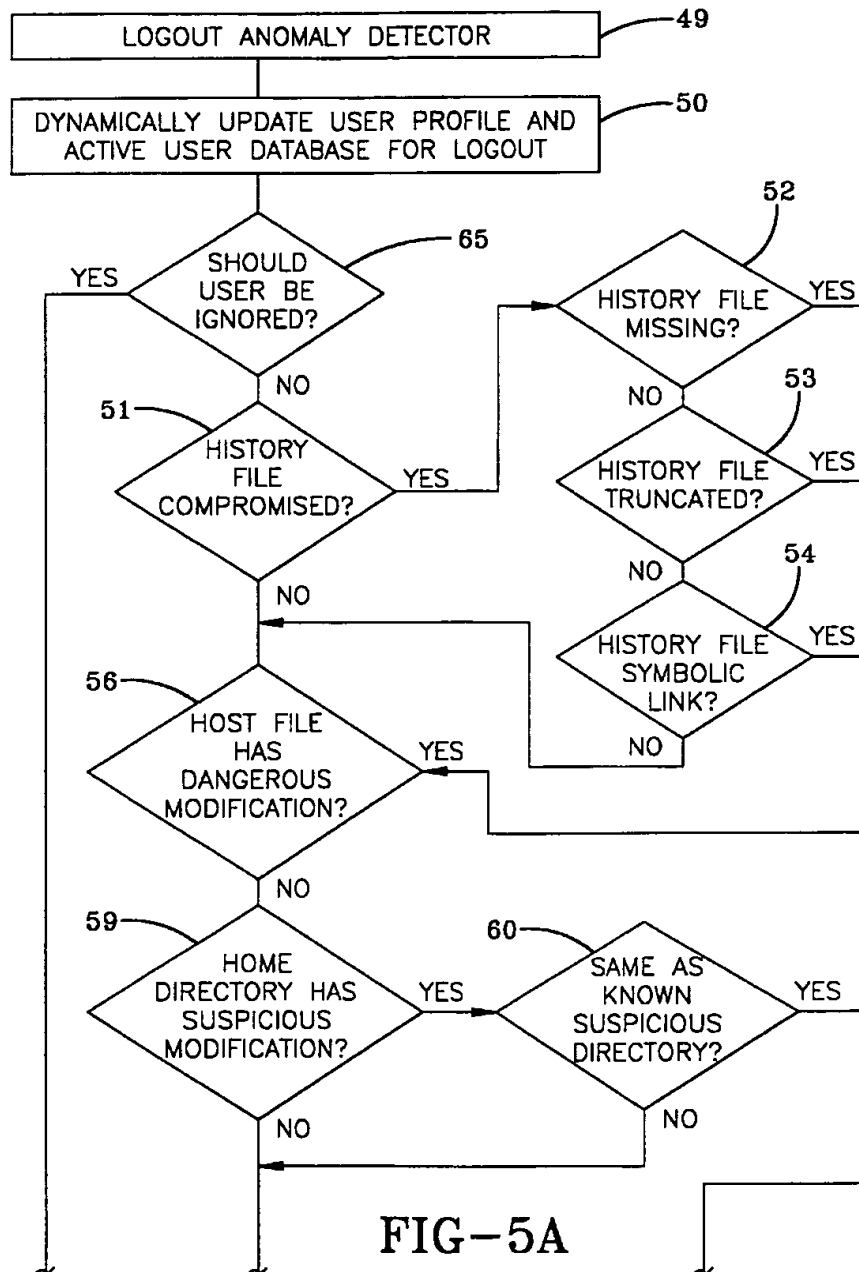 LOGOUT ANOMALY DETECTOR
49
50
DYNAMICALLY UPDATE USER PROFILE AND
ACTIVE USER DATABASE FOR LOGOUT
65
YES
SHOULD
USER BE
IGNORED?
NO
52
HISTORY FILE
MISSING?
YES
NO
51
HISTORY
FILE
COMPROMISED?
YES
NO
53
HISTORY FILE
TRUNCATED?
YES
NO
54
HISTORY FILE
SYMBOLIC
LINK?
YES
NO
56
HOST FILE
HAS
DANGEROUS
MODIFICATION?
YES
NO
59
HOME
DIRECTORY HAS
SUSPICIOUS
MODIFICATION?
YES
NO
60
SAME AS
KNOWN
SUSPICIOUS
DIRECTORY?
YES
NO
FIG-5A